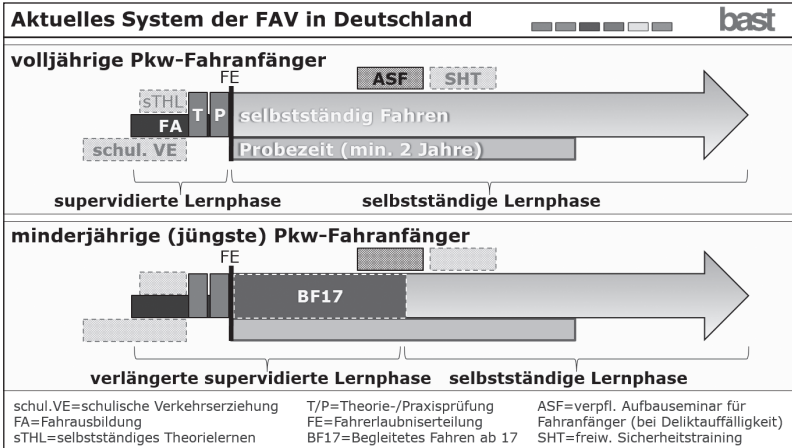 Aktuelles System der FAV in Deutschland
bast
volljährige Pkw-Fahranfänger
FE
ASF SHT
sTHL
T P
FA
selbstständig Fahren
schul. VE
Probezeit (min. 2 Jahre)
supervidierte Lernphase selbstständige Lernphase
minderjährige (jüngste) Pkw-Fahranfänger
FE
BF17
verlängerte supervidierte Lernphase selbstständige Lernphase
schul.VE=schulische Verkehrserziehung T/P=Theorie-/Praxisprüfung ASF=verpfl. Aufbauseminar für
FA=Fahrausbildung FE=Fahrerlaubniserteilung Fahranfänger (bei Deliktauffälligkeit)
sTHL=selbstständiges Theorielernen BF17=Begleitetes Fahren ab 17 SHT=freiw. Sicherheitstraining